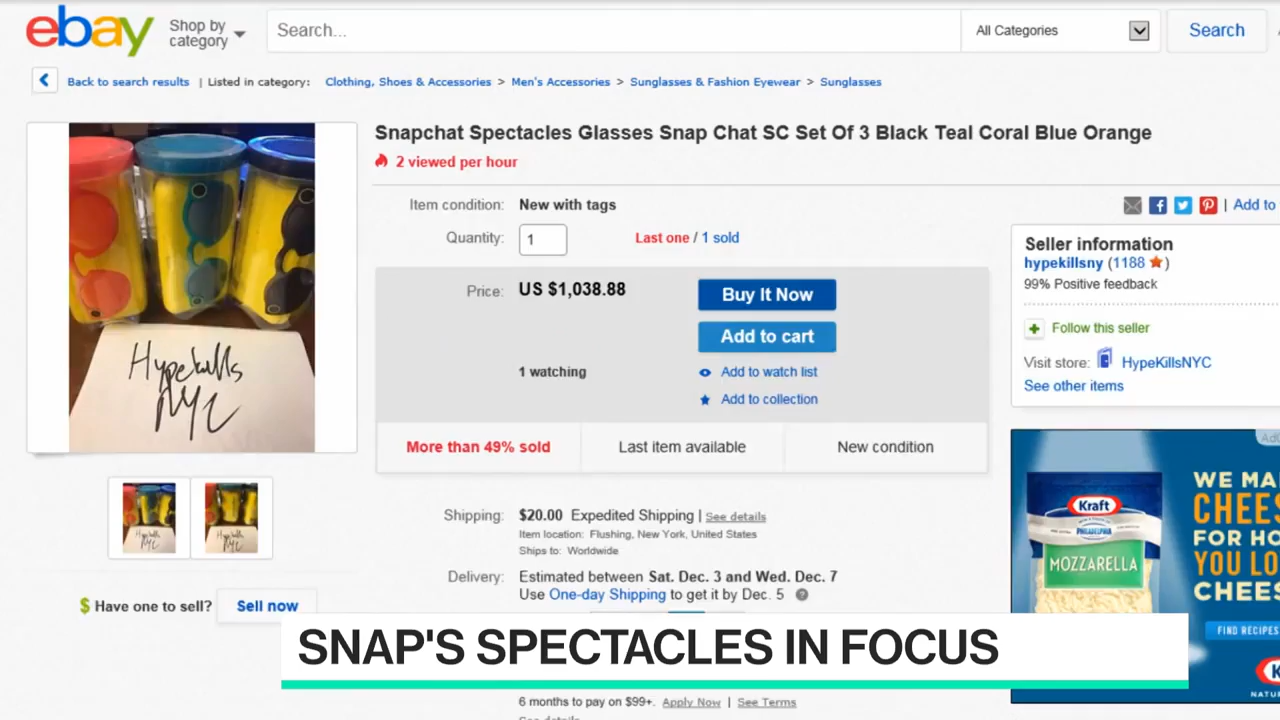 ebay
Shop by
category
Search...
All Categories
Search
Back to search results | Listed in category: Clothing, Shoes & Accessories > Men's Accessories > Sunglasses & Fashion Eyewear > Sunglasses
Snapchat Spectacles Glasses Snap Chat SC Set Of 3 Black Teal Coral Blue Orange
2 viewed per hour
Item condition: New with tags
Quantity: 1
Last one / 1 sold
Price: US $1,038.88
Buy It Now
Add to cart
1 watching
Add to watch list
Add to collection
More than 49% sold
Last item available
New condition
Shipping: $20.00 Expedited Shipping | See details
Item location: Flushing, New York, United States
Ships to: Worldwide
Delivery: Estimated between Sat. Dec. 3 and Wed. Dec. 7
Use One-day Shipping to get it by Dec. 5
6 months to pay on $99+. Apply Now | See Terms
See details
Hypekills
NYC
$ Have one to sell? Sell now
| Add to
Seller information
hypekillsny (1188)
99% Positive feedback
Follow this seller
Visit store: HypeKillsNYC
See other items
Kraft
PHILADELPHIA
MOZZARELLA
WE MA
CHEES
FOR HO
YOU LO
CHEES
FIND RECIPES
SNAP'S SPECTACLES IN FOCUS